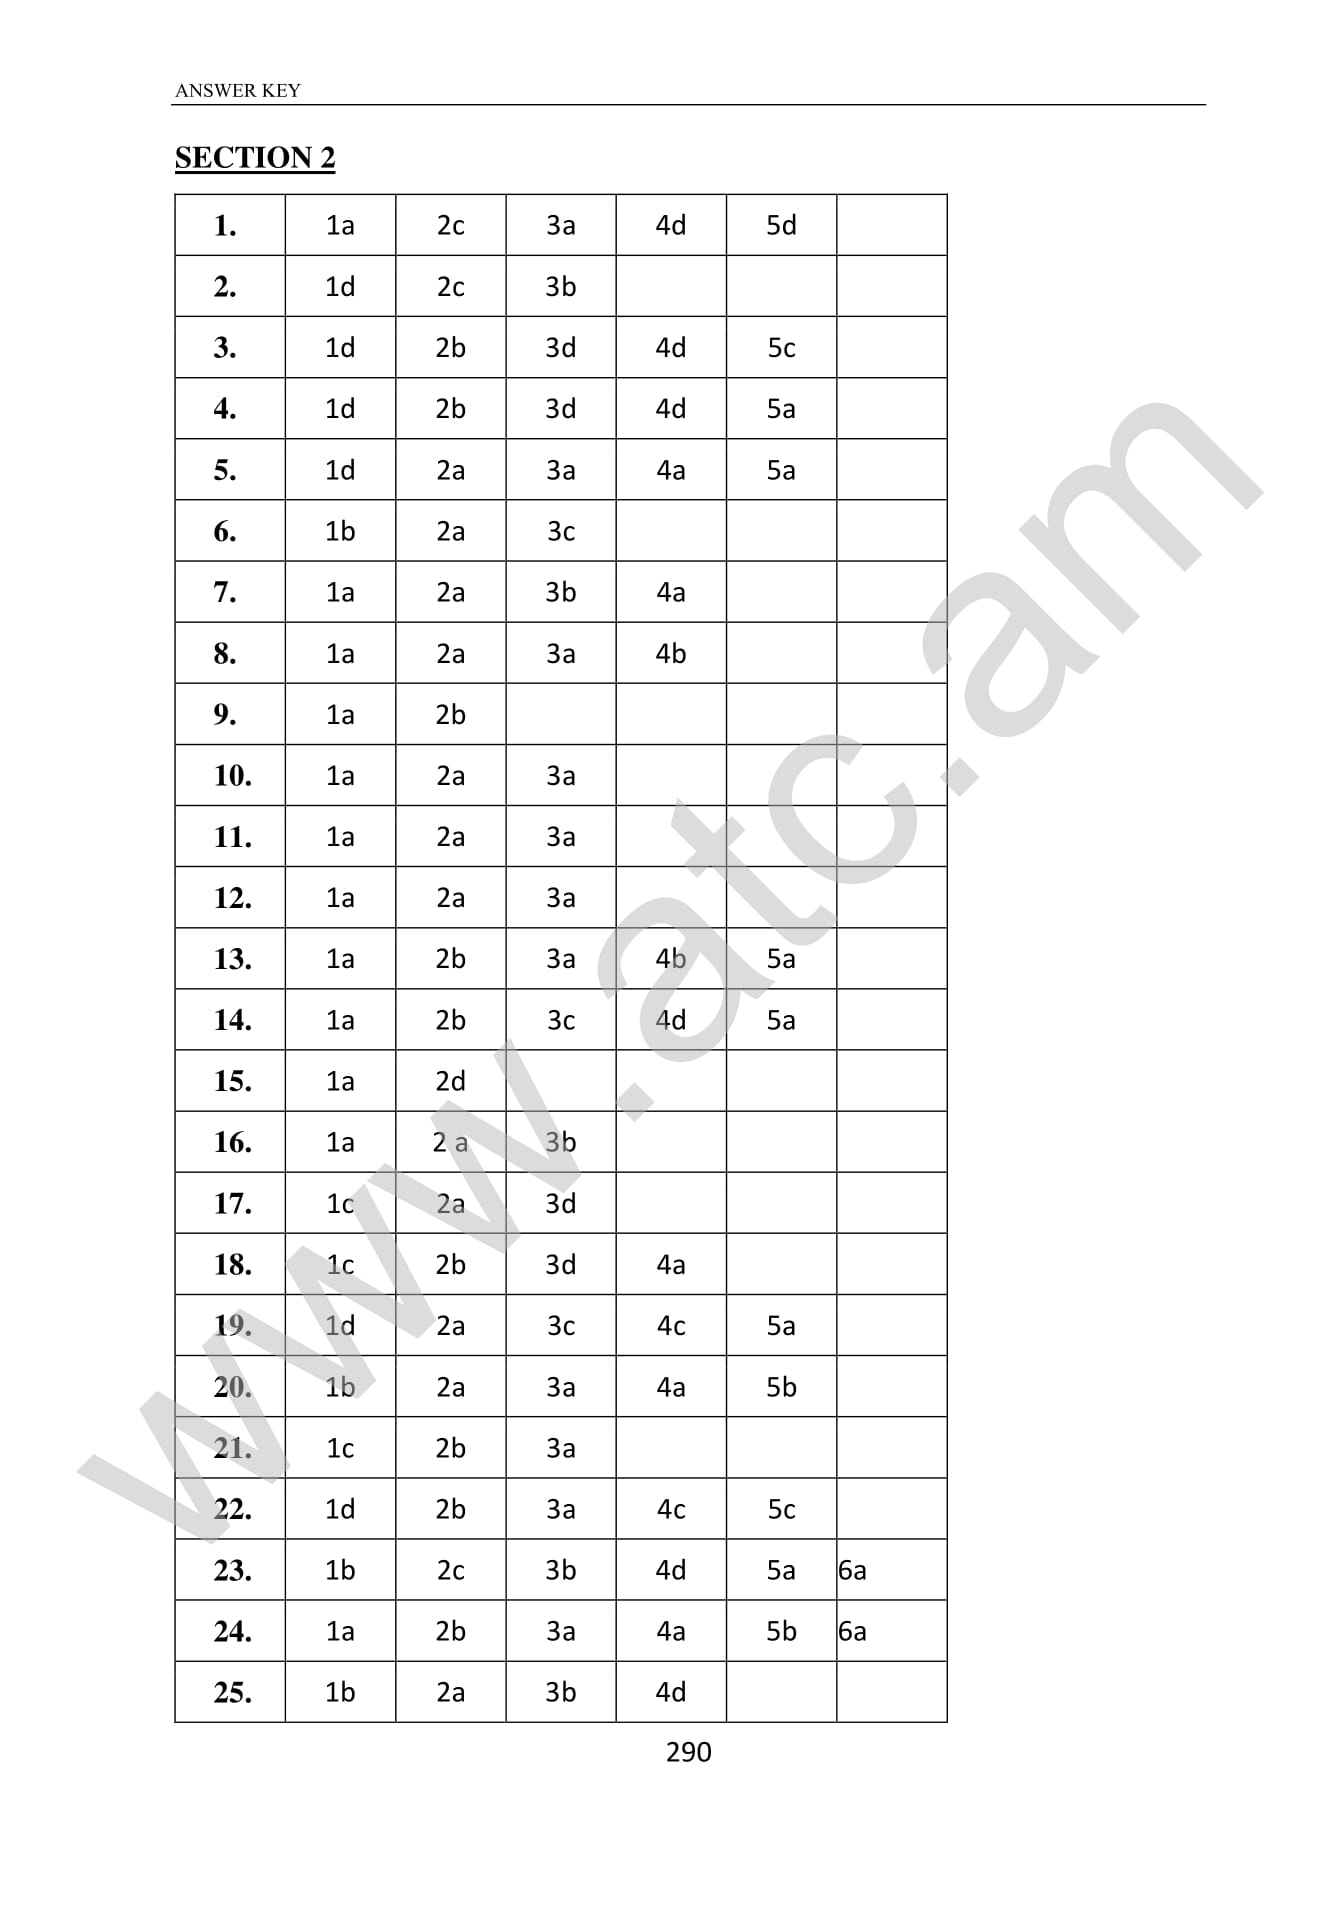 ANSWER KEY
SECTION 2
1. 1a 2c 3a 4d 5d
2. 1d 2c 3b
3. 1d 2b 3d 4d 5c
4. 1d 2b 3d 4d 5a
5. 1d 2a 3a 4a 5a
6. 1b 2a 3c
7. 1a 2a 3b 4a
8. 1a 2a 3a 4b
9. 1a 2b
10. 1a 2a 3a
11. 1a 2a 3a
12. 1a 2a 3a
13. 1a 2b 3a 4b 5a
14. 1a 2b 3c 4d 5a
15. 1a 2d
16. 1a 2 a 3b
17. 1c 2a 3d
18. 1c 2b 3d 4a
19. 1d 2a 3c 4c 5a
20. 1b 2a 3a 4a 5b
21. 1c 2b 3a
22. 1d 2b 3a 4c 5c
23. 1b 2c 3b 4d 5a 6a
24. 1a 2b 3a 4a 5b 6a
25. 1b 2a 3b 4d
290
www.atc.am